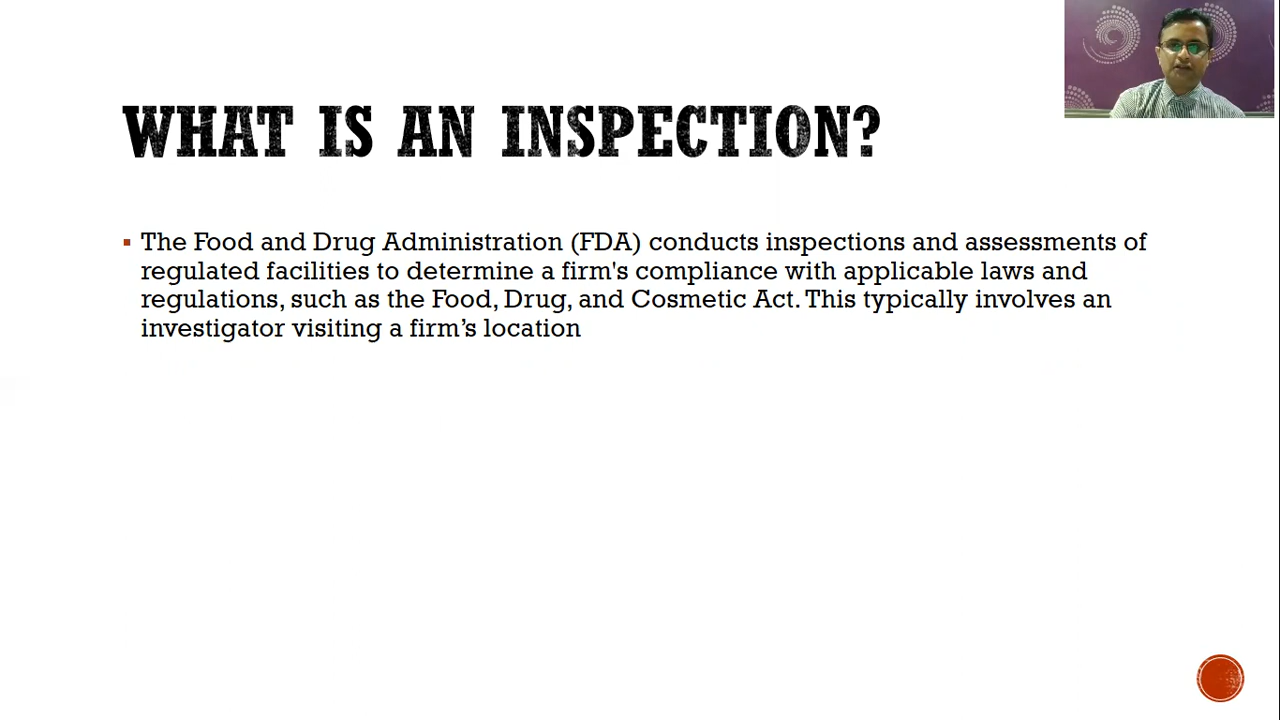 WHAT IS AN INSPECTION?
▪ The Food and Drug Administration (FDA) conducts inspections and assessments of
regulated facilities to determine a firm's compliance with applicable laws and
regulations, such as the Food, Drug, and Cosmetic Act. This typically involves an
investigator visiting a firm’s location